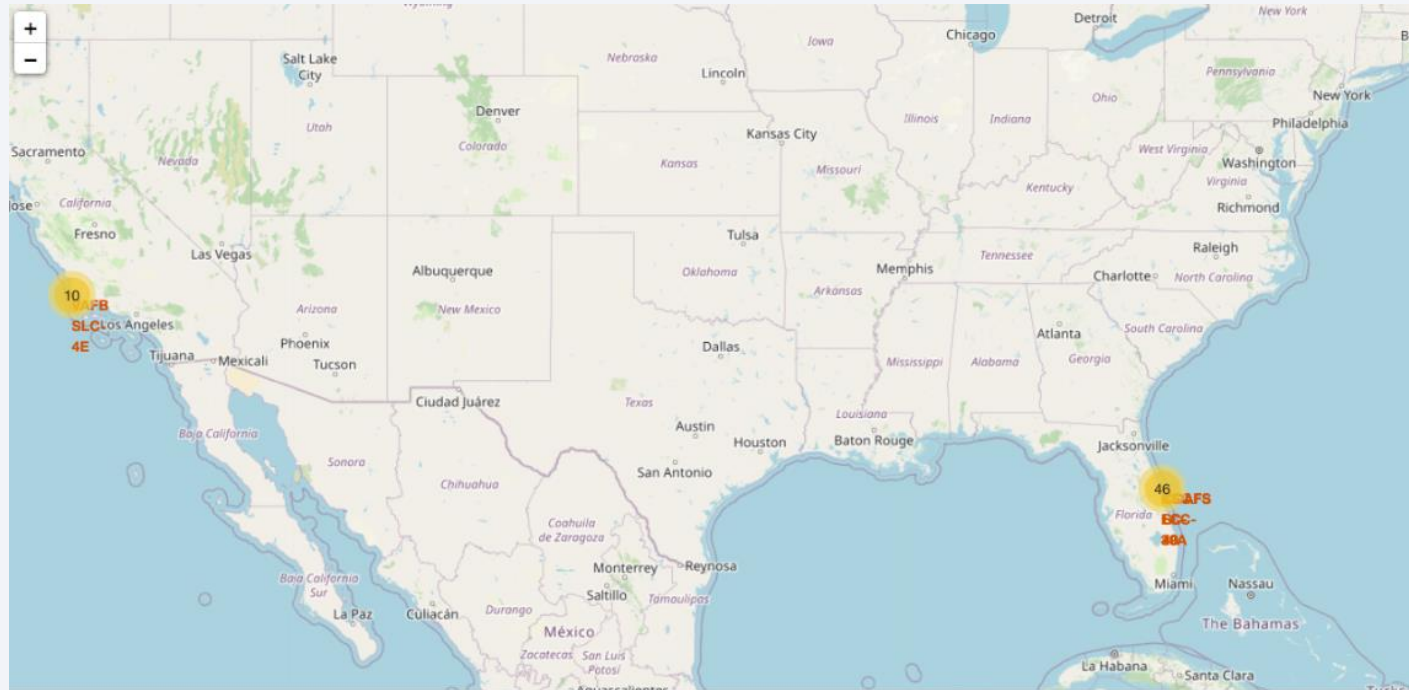 Wyoming
New York
Detroit
Chicago
Iowa
Nebraska
Salt Lake
City
Lincoln
Pennsylvania
New York
Ohio
Denver
Utah
Illinois
Indiana
Philadelphia
Kansas City
Colorado
Sacramento
Nevada
Kansas
Missouri
West Virginia
Washington
Virginia
Kentucky
California
Richmond
Fresno
Tulsa
Las Vegas
Raleigh
Albuquerque
Oklahoma
Memphis
Tennessee
Charlotte
North Carolina
10
Arizona
New Mexico
Arkansas
SLC-
4E
Los Angeles
Phoenix
Atlanta
South Carolina
Tijuana
Mexicali
Tucson
Dallas
Mississippi
Alabama
Georgia
Ciudad Juárez
Texas
Louisiana
Austin
Houston
Baton Rouge
Baja California
Jacksonville
Sonora
San Antonio
Chihuahua
46
Florida
Coahuila
de Zaragoza
Monterrey
Reynosa
Baja California
Sur
Saltillo
Tamaulipas
Miami
Nassau
La Paz
Culiacán
Durango
The Bahamas
México
Zacatecas
San Luis
Potosí
La Habana
Santa Clara
Aguascalientes